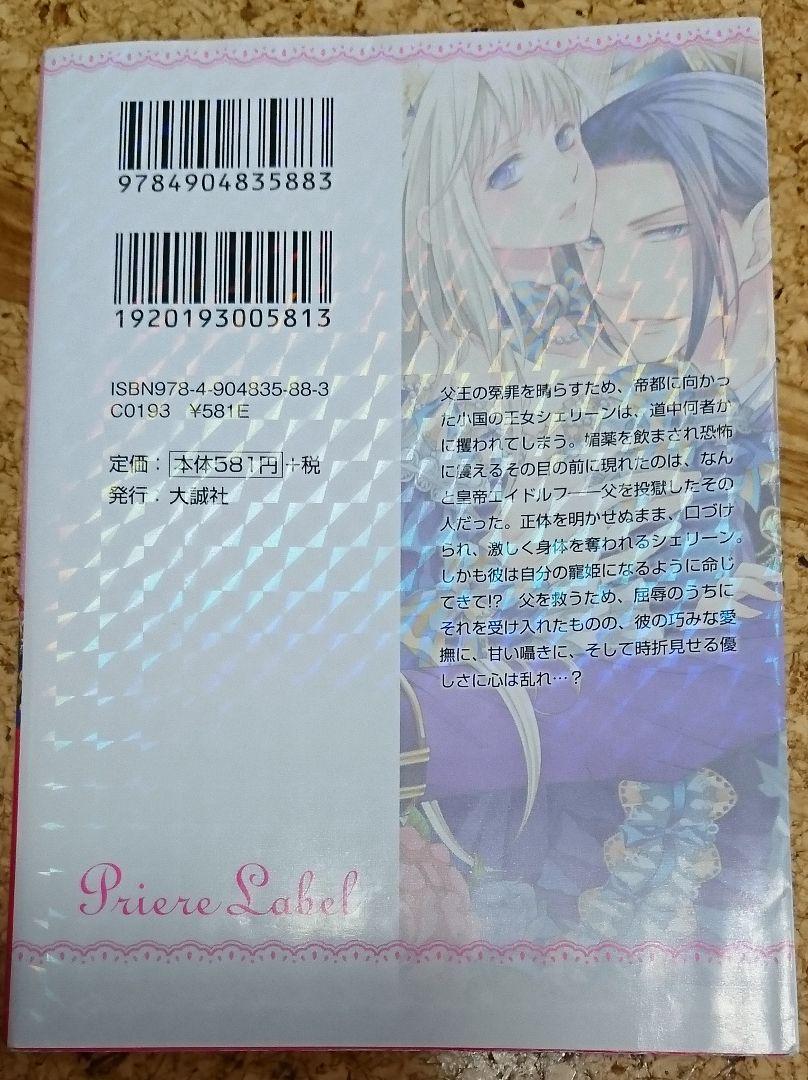 9784904835883
1920193005813
ISBN978-4-904835-88-3
C0193 ¥581E
定価：本体581円+税
発行：大誠社
父王の冤罪を晴らすため、帝都に向かっ
た小国の王女シェリーンは、道中何者か
に攫われてしまう。媚薬を飲まされ恐怖
に震えるその目の前に現れたのは、なん
と皇帝エイドルフ――父を投獄したその
人だった。正体を明かせぬまま、口づけ
られ、激しく身体を奪われるシェリーン。
しかも彼は自分の寵姫になるように命じ
てきて!?　父を救うため、屈辱のうちに
それを受け入れたものの、彼の巧みな愛
撫に、甘い囁きに、そして時折見せる優
しさに心は乱れ…？
Priere Label